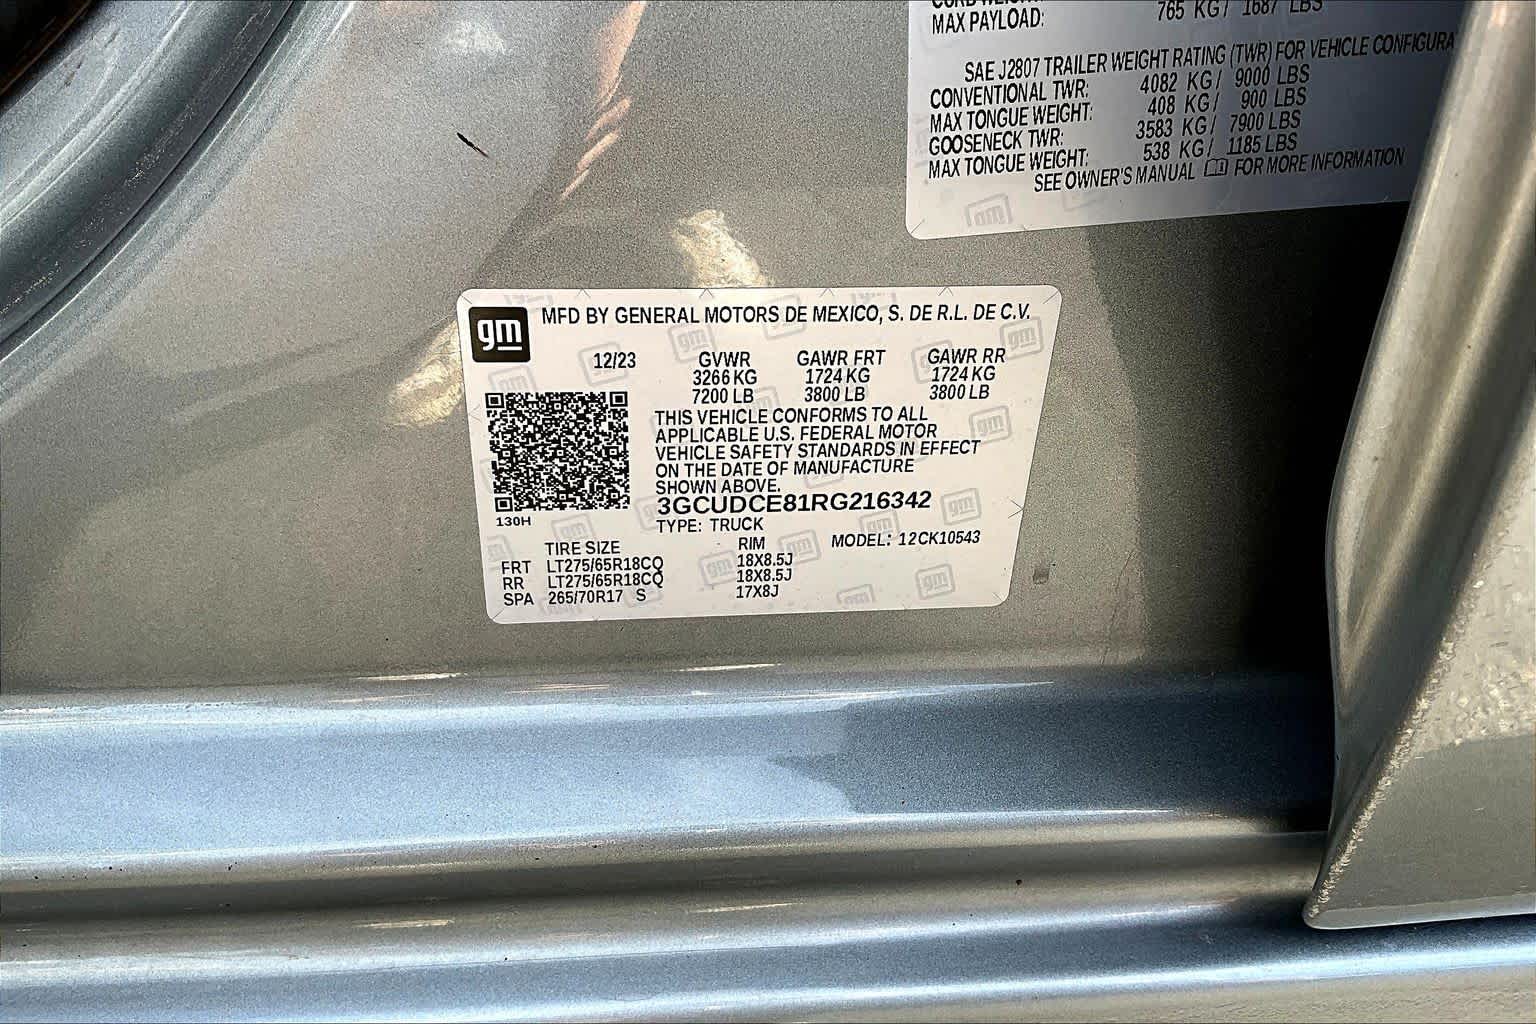 MAX PAYLOAD: 765 KG / 1687 LBS
SAE J2807 TRAILER WEIGHT RATING (TWR) FOR VEHICLE
CONVENTIONAL TWR: 4082 KG / 9000 LBS
MAX TONGUE WEIGHT: 408 KG / 900 LBS
GOOSENECK TWR: 3583 KG / 7900 LBS
MAX TONGUE WEIGHT: 538 KG / 1185 LBS
SEE OWNER'S MANUAL FOR MORE INFORMATION
gm
MFD BY GENERAL MOTORS DE MEXICO, S. DE R.L. DE C.V.
12/23 GVWR GAWR FRT GAWR RR
3266 KG 1724 KG 1724 KG
7200 LB 3800 LB 3800 LB
THIS VEHICLE CONFORMS TO ALL
APPLICABLE U.S. FEDERAL MOTOR
VEHICLE SAFETY STANDARDS IN EFFECT
ON THE DATE OF MANUFACTURE
SHOWN ABOVE.
3GCUDCE81RG216342
130H
TYPE: TRUCK
TIRE SIZE RIM MODEL: 12CK10543
FRT LT275/65R18CQ 18X8.5J
RR LT275/65R18CQ 18X8.5J
SPA 265/70R17 S 17X8J